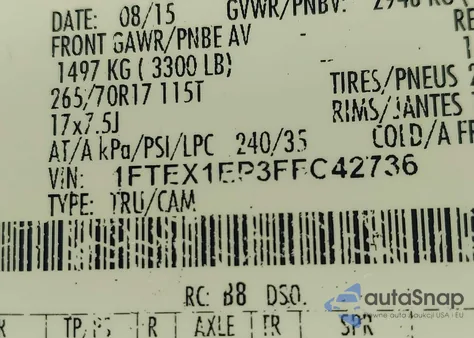 DATE: 08/15 GVWR/PNBV:
FRONT GAWR/PNBE AV RE
1497 KG ( 3300 LB)
265/70R17 115T TIRES/PNEUS
17x7.5J RIMS/JANTES
AT/A kPa/PSI/LPC 240/35 COLD/A
VIN: 1FTEX1EP3FFC42736
TYPE: TRU/CAM
RC: B8 DSO:
R TP/PS R AXLE TR SPR
autoSnap